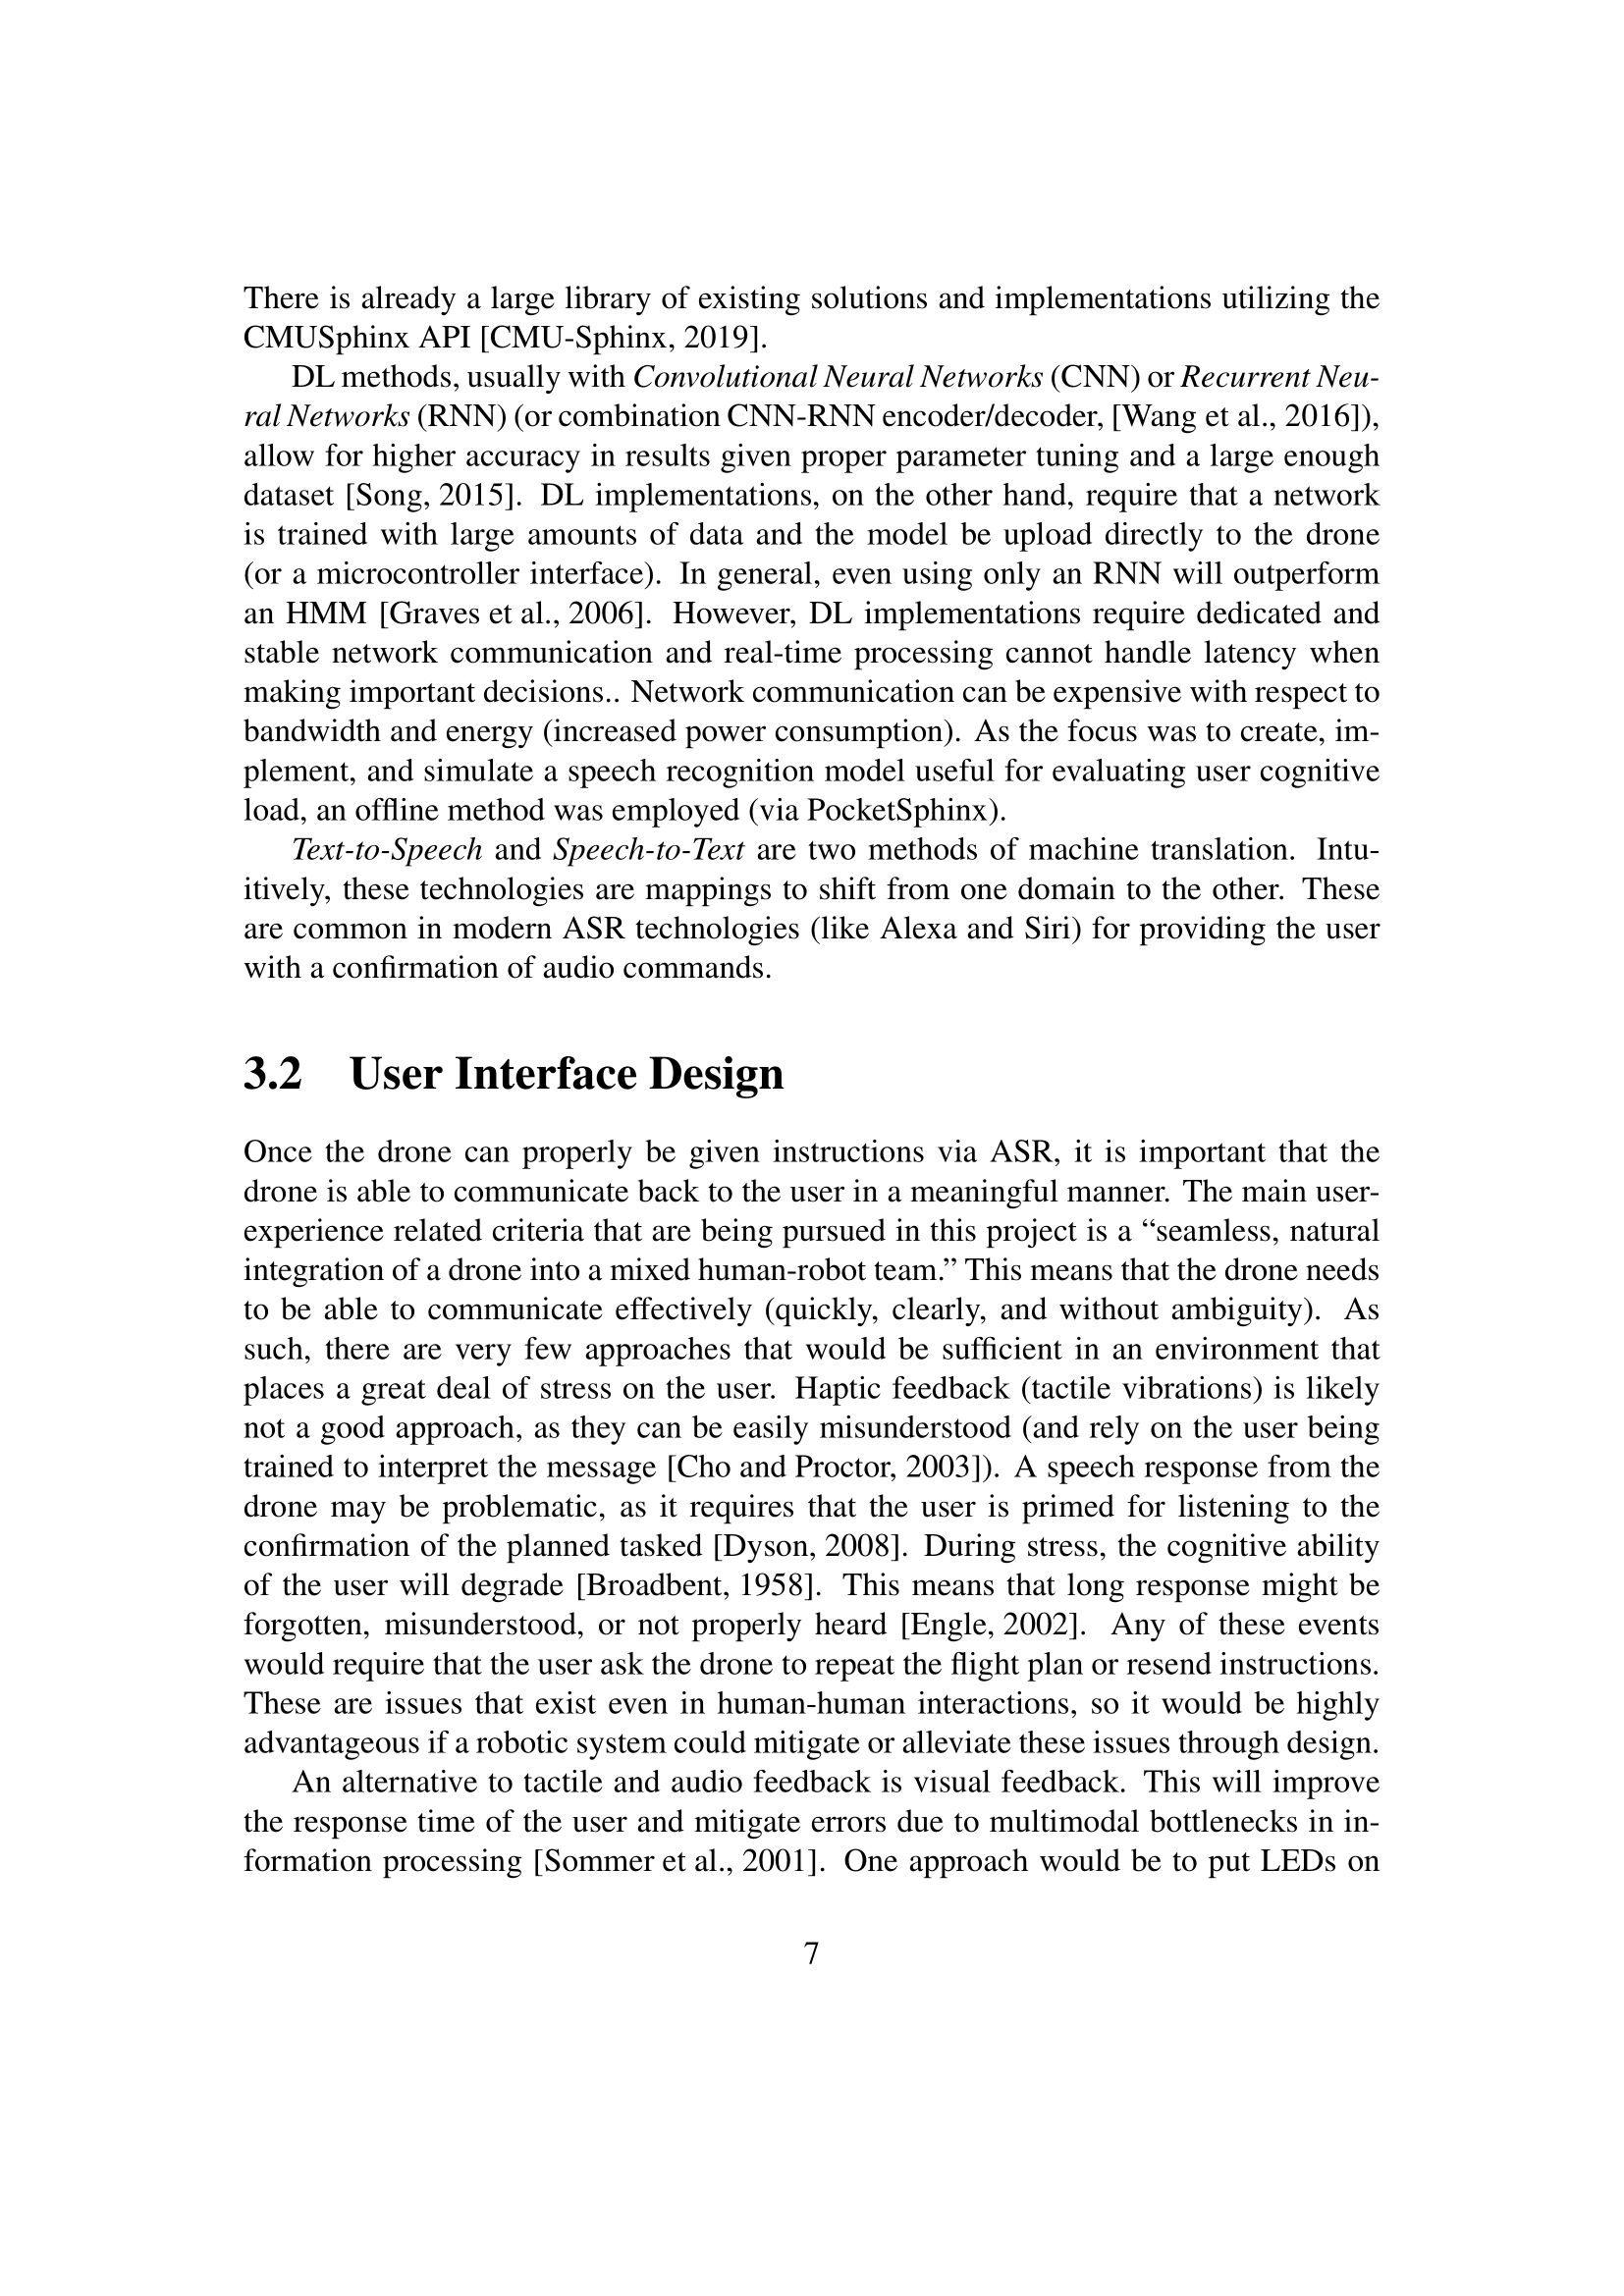 There is already a large library of existing solutions and implementations utilizing the
CMUSphinx API [CMU-Sphinx, 2019].
DL methods, usually with Convolutional Neural Networks (CNN) or Recurrent Neu-
ral Networks (RNN) (or combination CNN-RNN encoder/decoder, [Wang et al., 2016]),
allow for higher accuracy in results given proper parameter tuning and a large enough
dataset [Song, 2015]. DL implementations, on the other hand, require that a network
is trained with large amounts of data and the model be upload directly to the drone
(or a microcontroller interface). In general, even using only an RNN will outperform
an HMM [Graves et al., 2006]. However, DL implementations require dedicated and
stable network communication and real-time processing cannot handle latency when
making important decisions.. Network communication can be expensive with respect to
bandwidth and energy (increased power consumption). As the focus was to create, im-
plement, and simulate a speech recognition model useful for evaluating user cognitive
load, an offline method was employed (via PocketSphinx).
Text-to-Speech and Speech-to-Text are two methods of machine translation. Intu-
itively, these technologies are mappings to shift from one domain to the other. These
are common in modern ASR technologies (like Alexa and Siri) for providing the user
with a confirmation of audio commands.
3.2 User Interface Design
Once the drone can properly be given instructions via ASR, it is important that the
drone is able to communicate back to the user in a meaningful manner. The main user-
experience related criteria that are being pursued in this project is a “seamless, natural
integration of a drone into a mixed human-robot team.” This means that the drone needs
to be able to communicate effectively (quickly, clearly, and without ambiguity). As
such, there are very few approaches that would be sufficient in an environment that
places a great deal of stress on the user. Haptic feedback (tactile vibrations) is likely
not a good approach, as they can be easily misunderstood (and rely on the user being
trained to interpret the message [Cho and Proctor, 2003]). A speech response from the
drone may be problematic, as it requires that the user is primed for listening to the
confirmation of the planned tasked [Dyson, 2008]. During stress, the cognitive ability
of the user will degrade [Broadbent, 1958]. This means that long response might be
forgotten, misunderstood, or not properly heard [Engle, 2002]. Any of these events
would require that the user ask the drone to repeat the flight plan or resend instructions.
These are issues that exist even in human-human interactions, so it would be highly
advantageous if a robotic system could mitigate or alleviate these issues through design.
An alternative to tactile and audio feedback is visual feedback. This will improve
the response time of the user and mitigate errors due to multimodal bottlenecks in in-
formation processing [Sommer et al., 2001]. One approach would be to put LEDs on
7